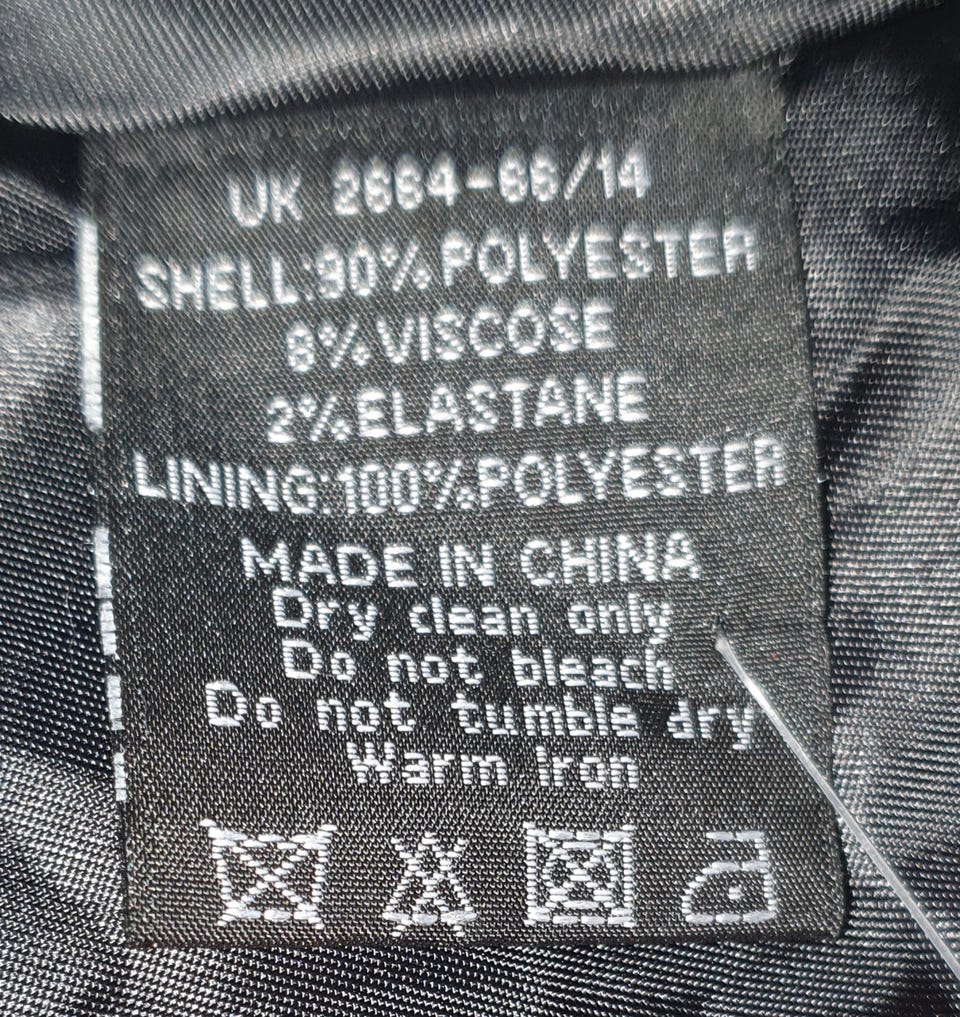 UK 2664-66/14
SHELL:90%POLYESTER
8%VISCOSE
2%ELASTANE
LINING:100%POLYESTER
MADE IN CHINA
Dry clean only
Do not bleach
Do not tumble dry
Warm Iron